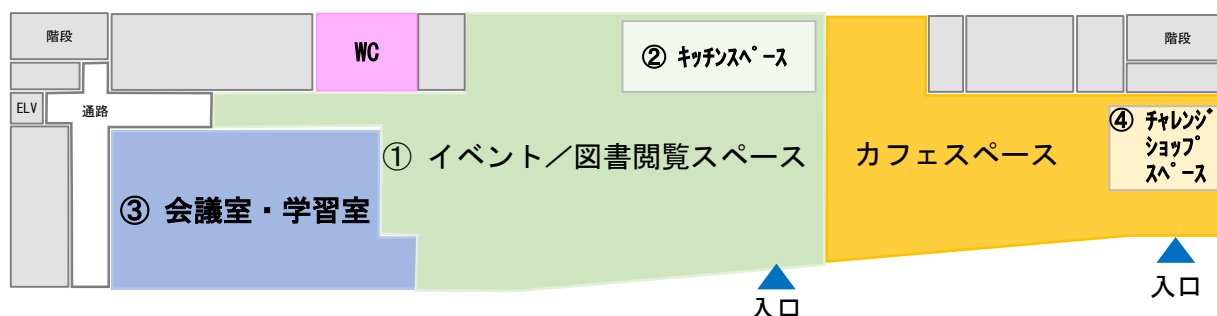 階段
WC
② キッチンスペース
階段
ELV
通路
① イベント／図書閲覧スペース
カフェスペース
④ チャレンジ
ショップ
スペース
③ 会議室・学習室
入口
入口